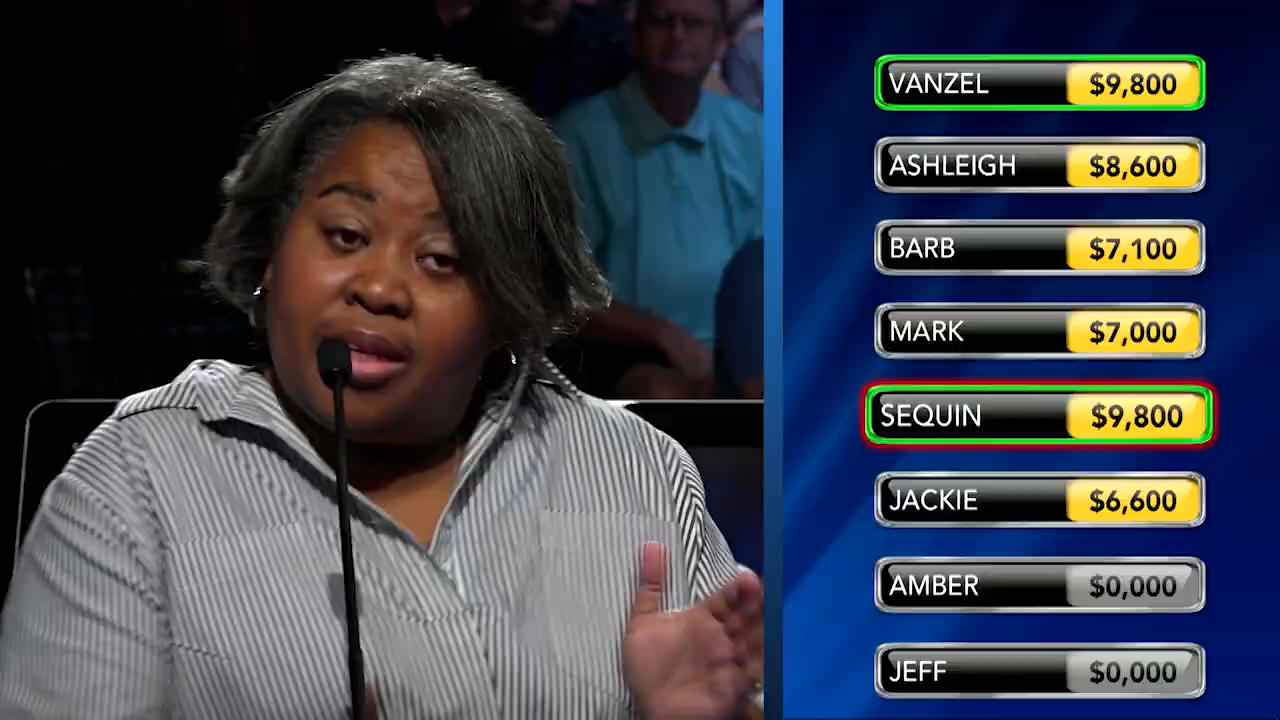 VANZEL $9,800
ASHLEIGH $8,600
BARB $7,100
MARK $7,000
SEQUIN $9,800
JACKIE $6,600
AMBER $0,000
JEFF $0,000